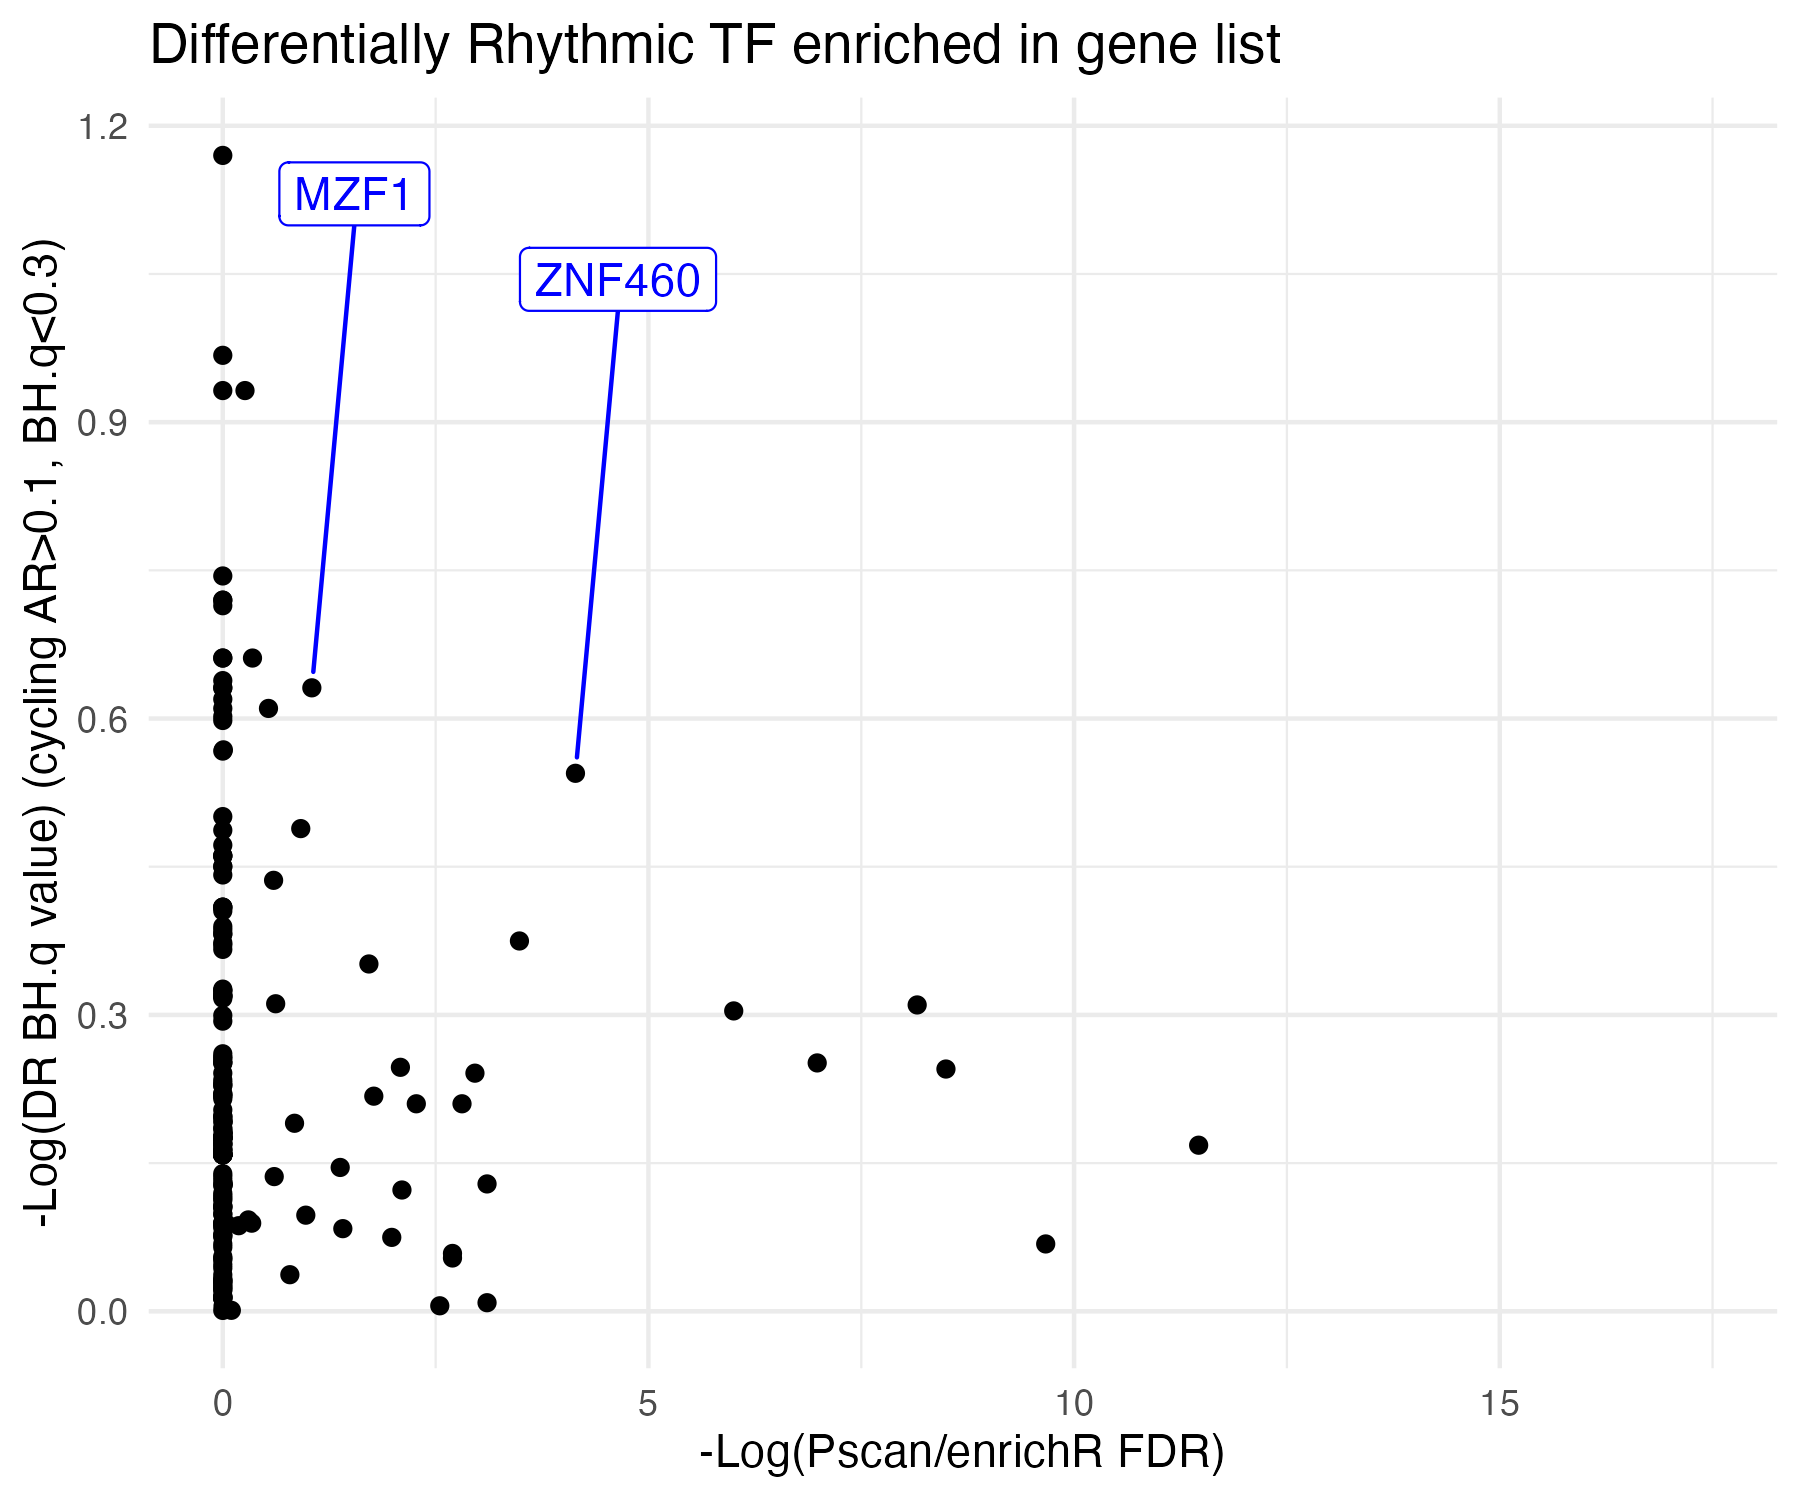 Differentially Rhythmic TF enriched in gene list
-Log(DR BH.q value) (cycling AR>0.1, BH.q<0.3)
1.2
0.9
0.6
0.3
0.0
MZF1
ZNF460
0
5
10
15
-Log(Pscan/enrichR FDR)